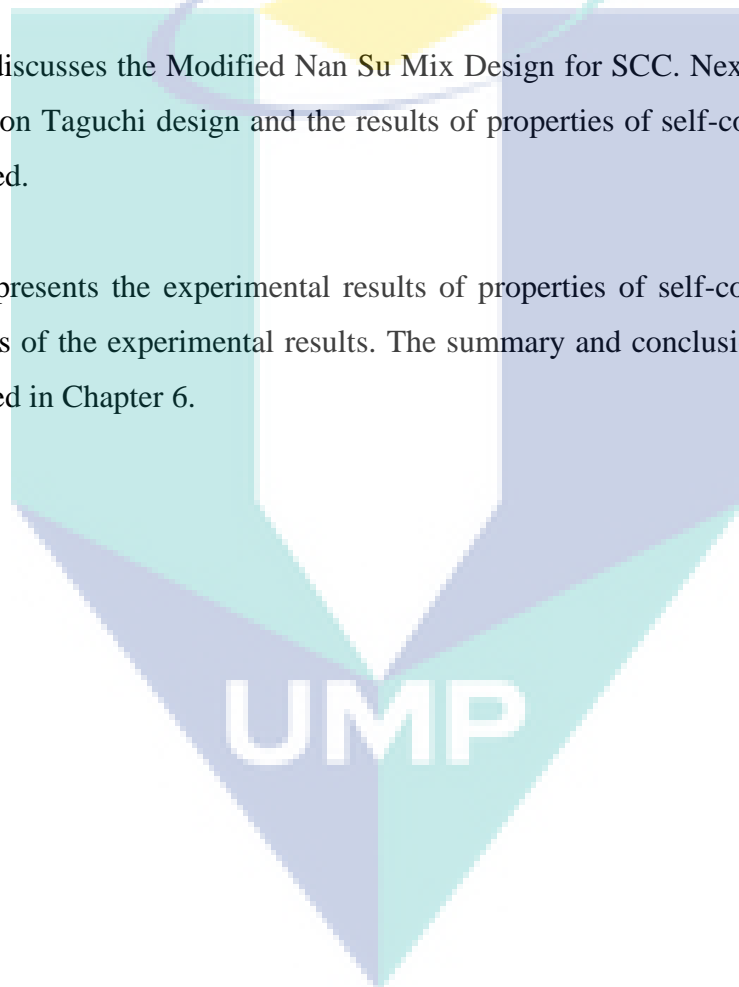 discusses the Modified Nan Su Mix Design for SCC. Nex
on Taguchi design and the results of properties of self-co
ed.
presents the experimental results of properties of self-co
s of the experimental results. The summary and conclusi
ed in Chapter 6.
UMP